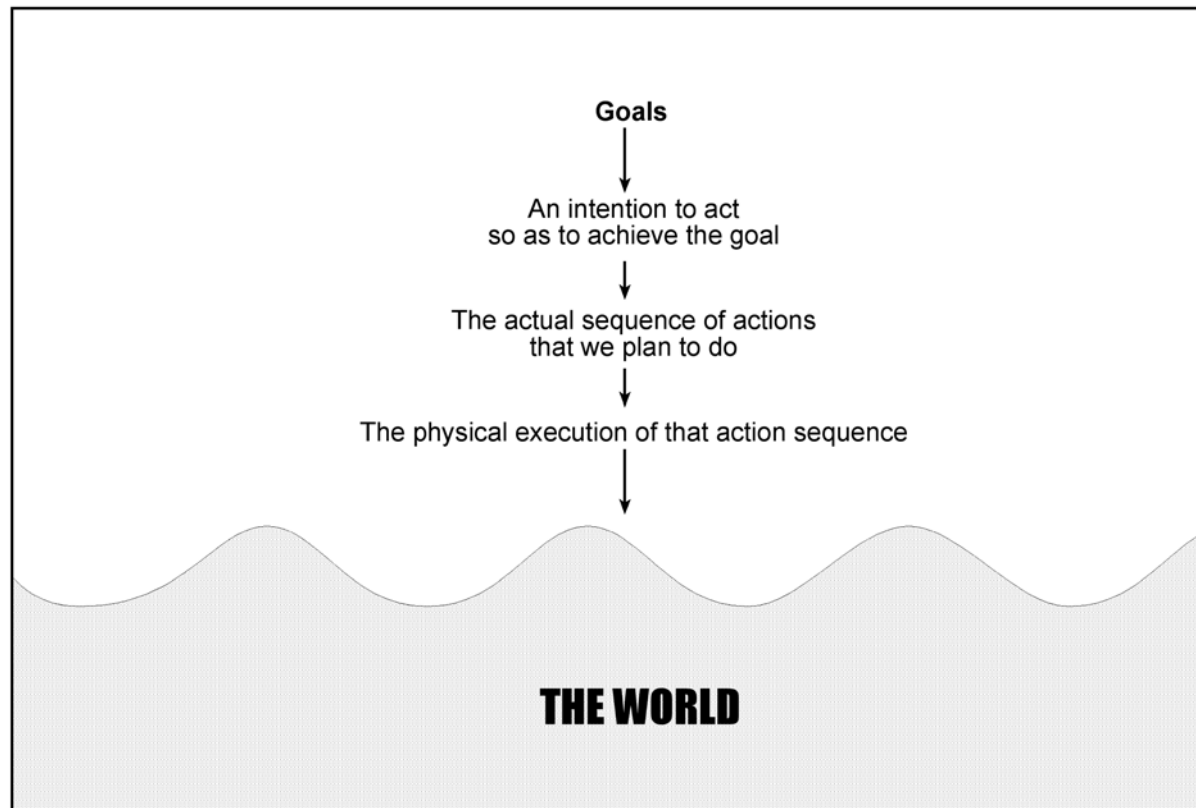 Goals
An intention to act
so as to achieve the goal
The actual sequence of actions
that we plan to do
The physical execution of that action sequence
THE WORLD